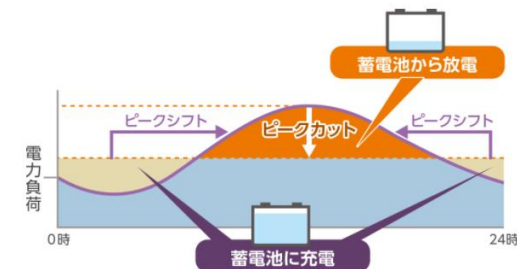 蓄電池から放電
ピークシフト
ピークカット
ピークシフト
電力負荷
0時
24時
蓄電池に充電